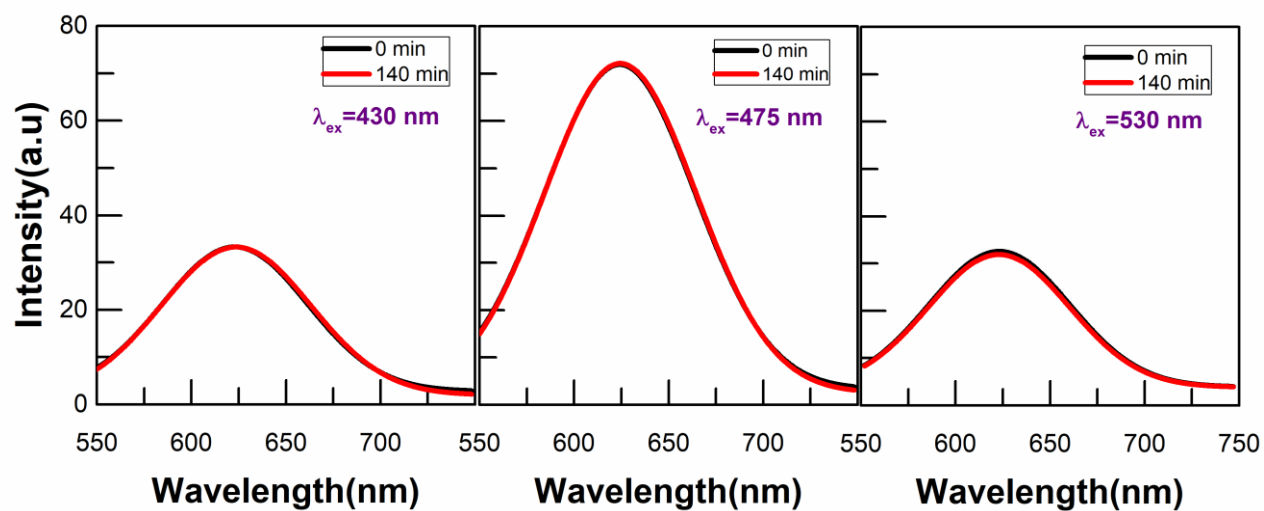 Intensity(a.u)
80
60
40
20
0
0 min
140 min
λex=430 nm
0 min
140 min
λex=475 nm
0 min
140 min
λex=530 nm
550 600 650 700 550 600 650 700 550 600 650 700 750
Wavelength(nm) Wavelength(nm) Wavelength(nm)